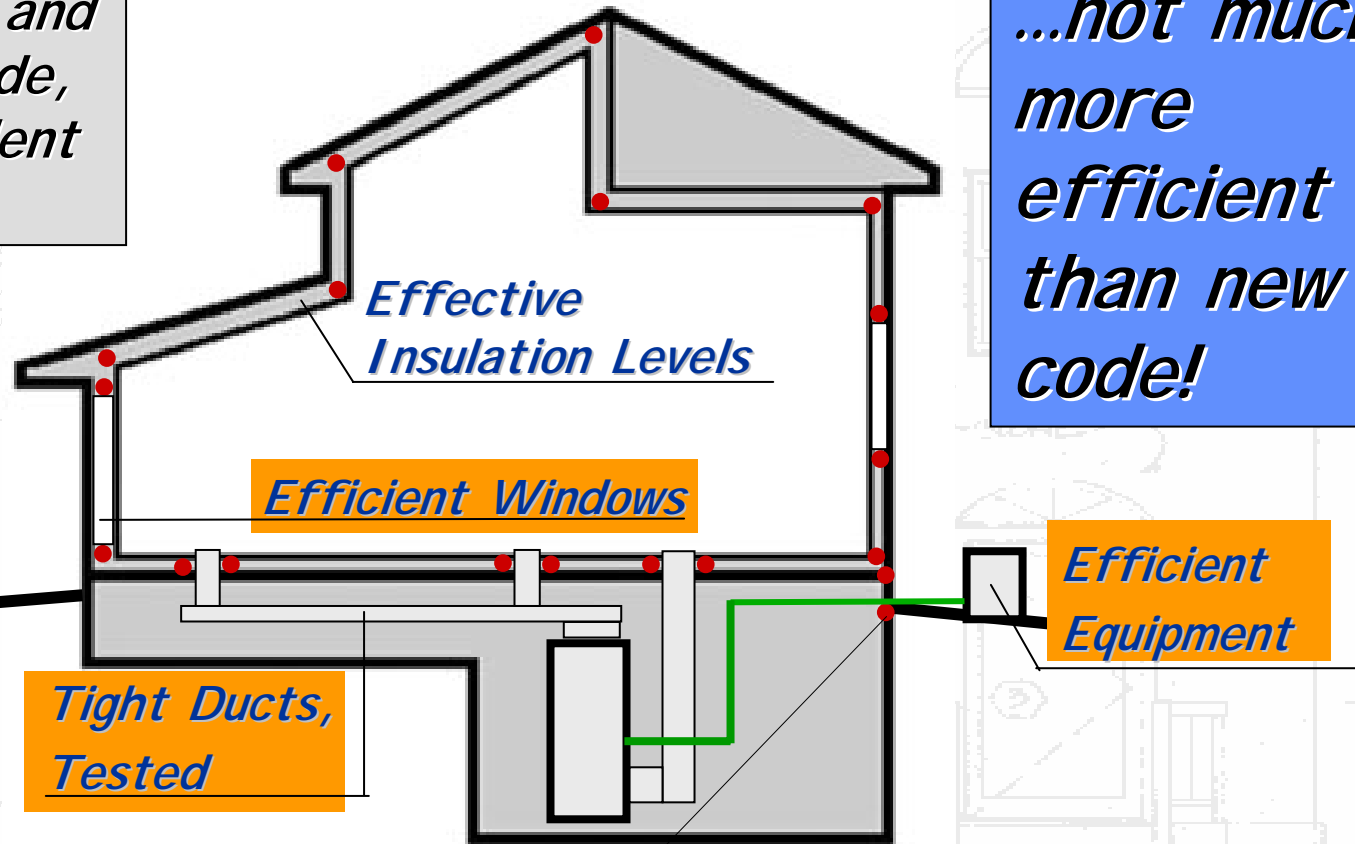 and
de,
ent
...not much
more
efficient
than new
code!
Effective
Insulation Levels
Efficient Windows
Efficient
Equipment
Tight Ducts,
Tested